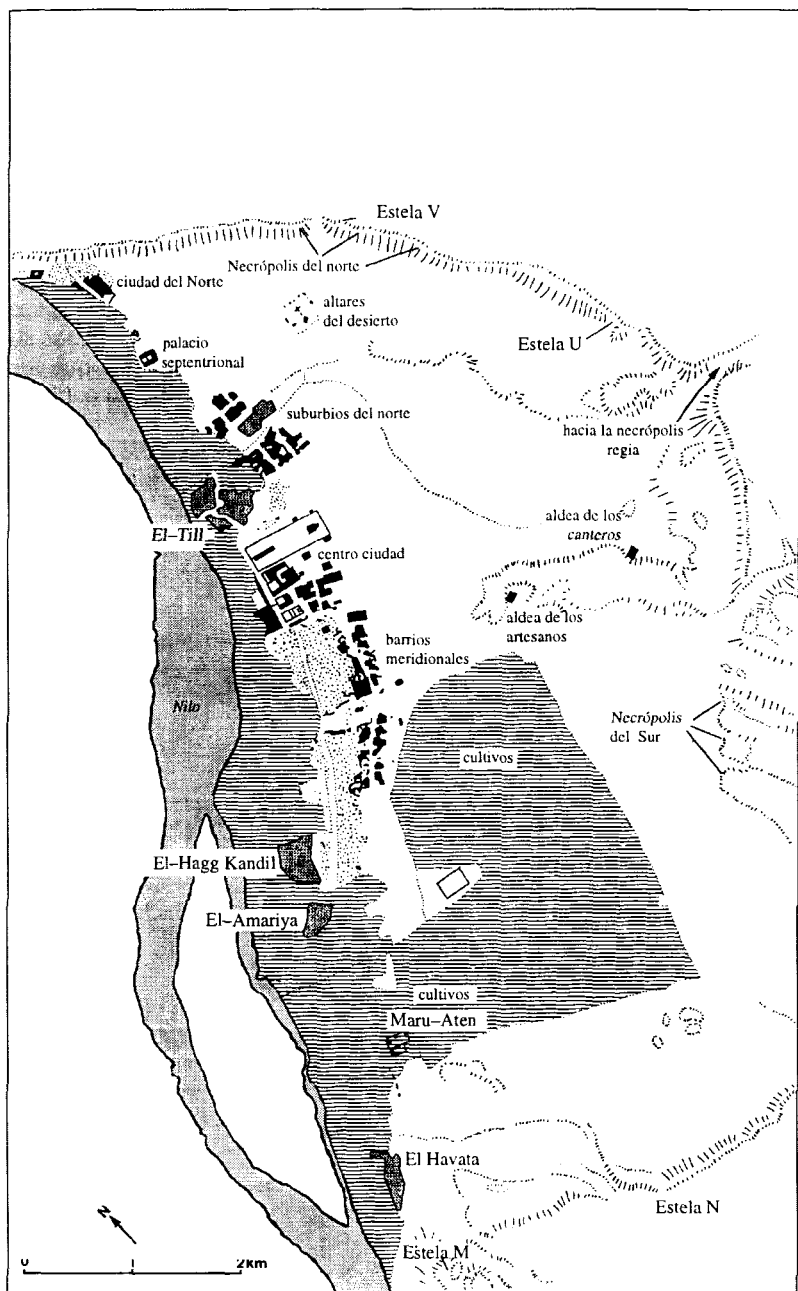 Estela V
Necrópolis del norte
ciudad del Norte
altares
del desierto
palacio
septentrional
Estela U
suburbios del norte
hacia la necrópolis
regia
El–Till
aldea de los
canteros
centro ciudad
aldea de los
artesanos
barrios
meridionales
Nilo
Necrópolis
del Sur
cultivos
El–Hagg Kandil
El–Amariya
cultivos
Maru–Aten
El Havata
Estela N
N
Estela M
0 1 2km